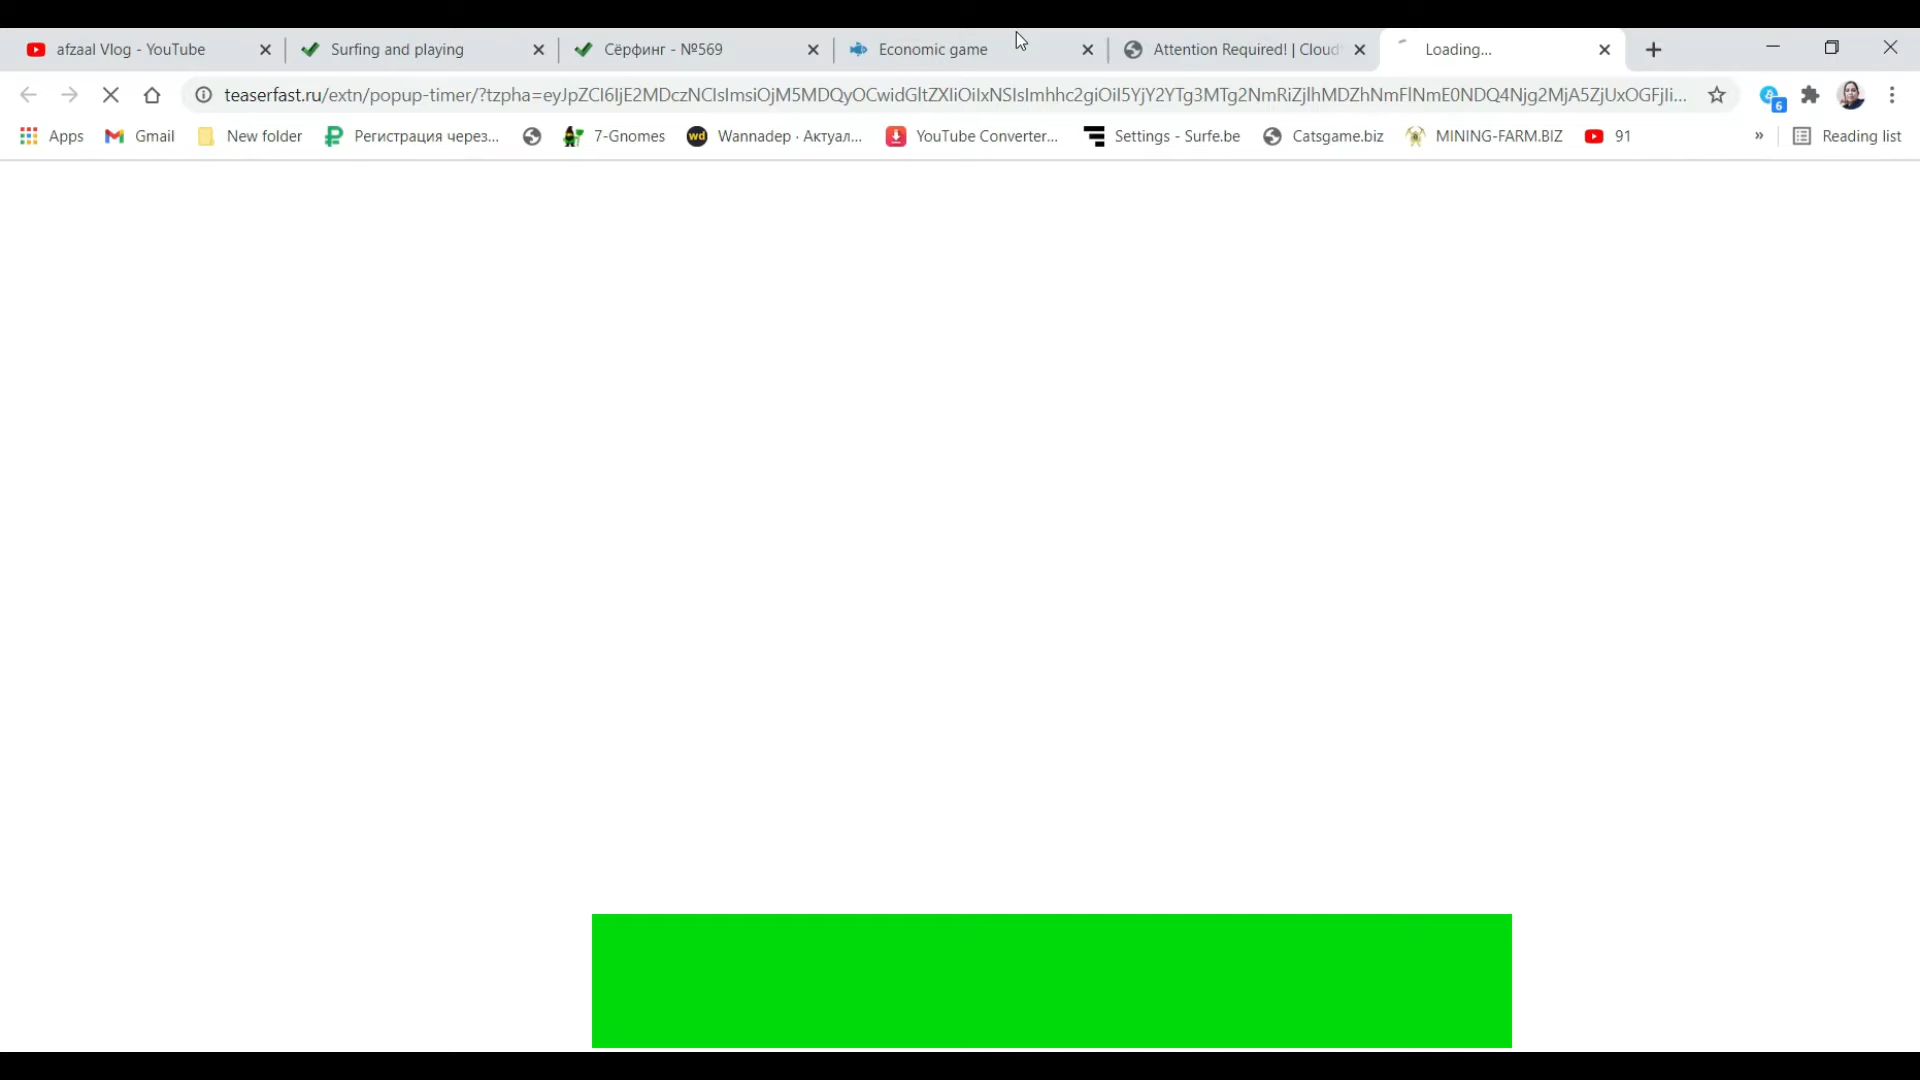 afzaal Vlog - YouTube
Surfing and playing
Сёрфинг - №569
Economic game
Attention Required! | Cloud
Loading...
teaserfast.ru/extn/popup-timer/?tzpha=
6
Apps
Gmail
New folder
Регистрация через...
7-Gnomes
wd
Wannadep · Актуал...
YouTube Converter...
Settings - Surfe.be
Catsgame.biz
MINING-FARM.BIZ
91
»
Reading list